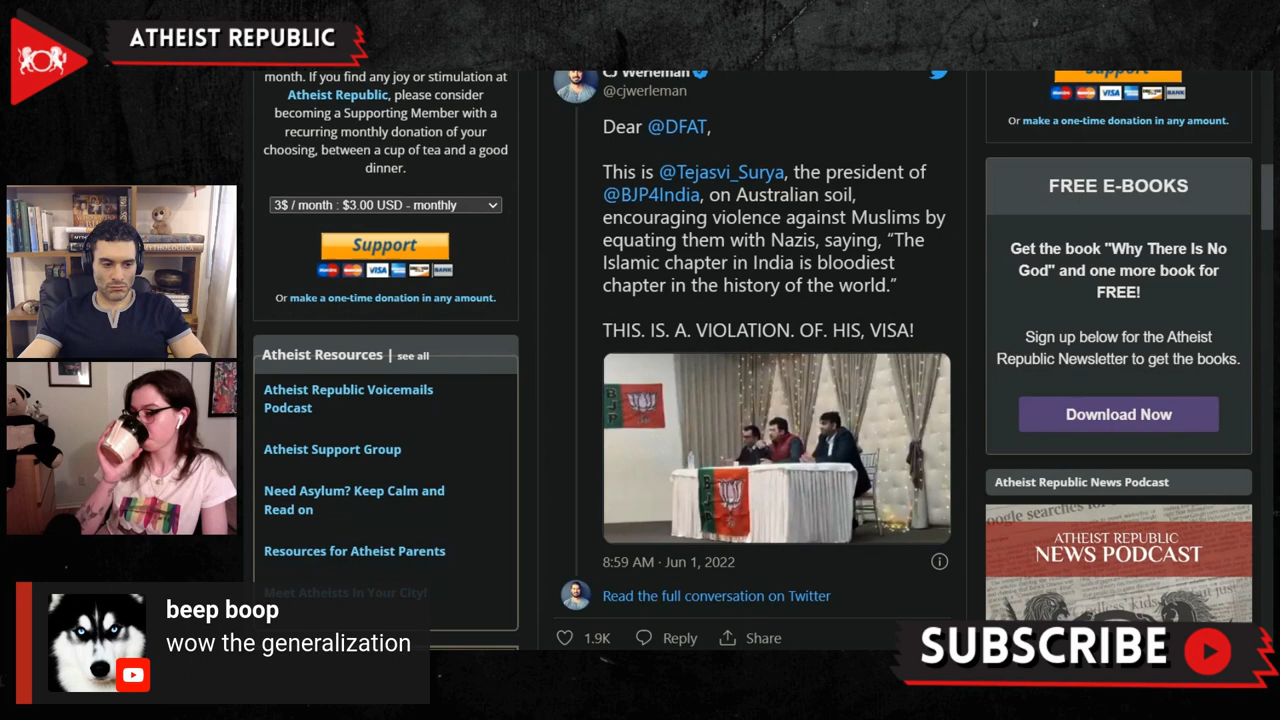 ATHEIST REPUBLIC
month. If you find any joy or stimulation at
Atheist Republic, please consider
becoming a Supporting Member with a
recurring monthly donation of your
choosing, between a cup of tea and a good
dinner.
3$ / month : $3.00 USD - monthly
Support
VISA
BANK
Or make a one-time donation in any amount.
Atheist Resources | see all
Atheist Republic Voicemails
Podcast
Atheist Support Group
Need Asylum? Keep Calm and
Read on
Resources for Atheist Parents
Meet Atheists In Your City!
CJ Werleman
@cjwerleman
Dear @DFAT,
This is @Tejasvi_Surya, the president of
@BJP4India, on Australian soil,
encouraging violence against Muslims by
equating them with Nazis, saying, “The
Islamic chapter in India is bloodiest
chapter in the history of the world.”
THIS. IS. A. VIOLATION. OF. HIS, VISA!
BJP
BJP
8:59 AM · Jun 1, 2022
Read the full conversation on Twitter
1.9K Reply Share
Support
VISA
BANK
Or make a one-time donation in any amount.
FREE E-BOOKS
Get the book "Why There Is No
God" and one more book for
FREE!
Sign up below for the Atheist
Republic Newsletter to get the books.
Download Now
Atheist Republic News Podcast
ATHEIST REPUBLIC
NEWS PODCAST
beep boop
wow the generalization
SUBSCRIBE